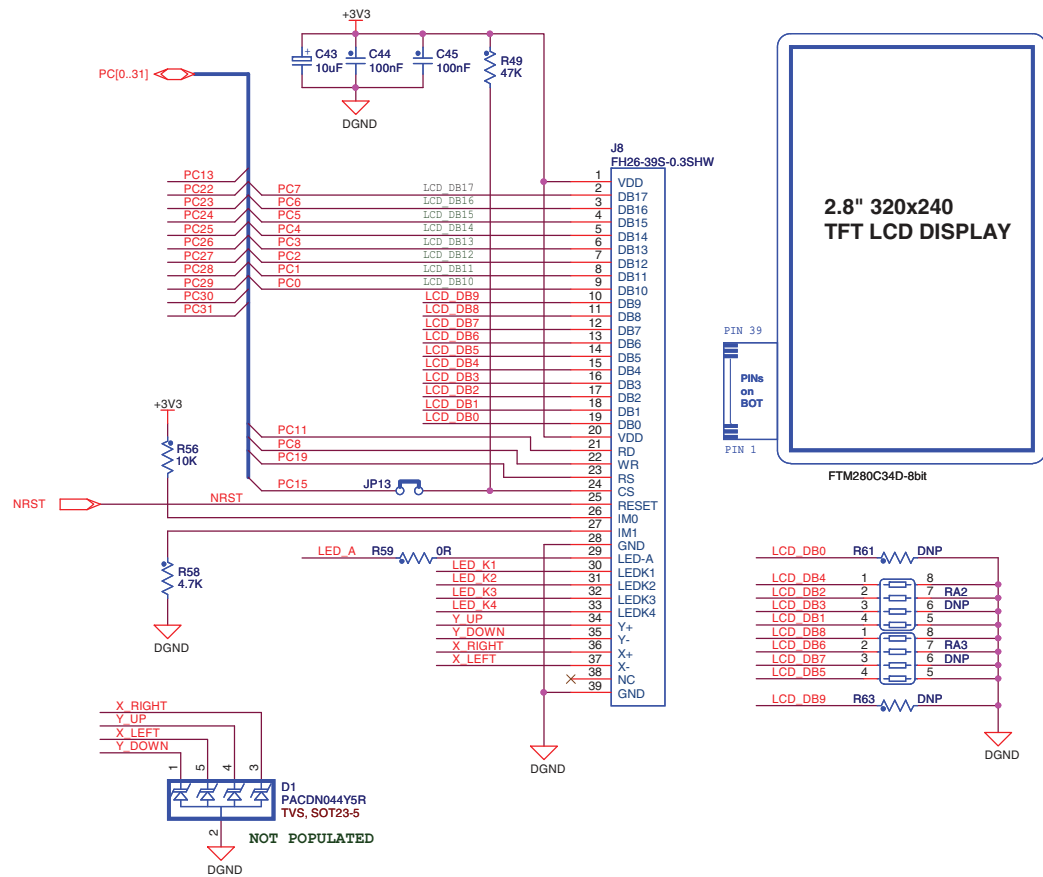 +3V3
C43
10uF
+
C44
100nF
C45
100nF
R49
47K
DGND
PC[0..31]
J8
FH26-39S-0.3SHW
PC13
PC22
PC23
PC24
PC25
PC26
PC27
PC28
PC29
PC30
PC31
PC7
PC6
PC5
PC4
PC3
PC2
PC1
PC0
LCD_DB17
LCD_DB16
LCD_DB15
LCD_DB14
LCD_DB13
LCD_DB12
LCD_DB11
LCD_DB10
LCD_DB9
LCD_DB8
LCD_DB7
LCD_DB6
LCD_DB5
LCD_DB4
LCD_DB3
LCD_DB2
LCD_DB1
LCD_DB0
1 VDD
2 DB17
3 DB16
4 DB15
5 DB14
6 DB13
7 DB12
8 DB11
9 DB10
10 DB9
11 DB8
12 DB7
13 DB6
14 DB5
15 DB4
16 DB3
17 DB2
18 DB1
19 DB0
20 VDD
21 RD
22 WR
23 RS
24 CS
25 RESET
26 IM0
27 IM1
28 GND
29 LED-A
30 LEDK1
31 LEDK2
32 LEDK3
33 LEDK4
34 Y+
35 Y-
36 X+
37 X-
38 NC
39 GND
+3V3
R56
10K
PC11
PC8
PC19
PC15
JP13
NRST
NRST
R58
4.7K
DGND
LED_A
R59
0R
LED_K1
LED_K2
LED_K3
LED_K4
Y_UP
Y_DOWN
X_RIGHT
X_LEFT
DGND
2.8" 320x240
TFT LCD DISPLAY
PIN 39
PINs
on
BOT
PIN 1
FTM280C34D-8bit
LCD_DB0 R61 DNP
LCD_DB4 1 8
LCD_DB2 2 7 RA2
LCD_DB3 3 6 DNP
LCD_DB1 4 5
LCD_DB8 1 8
LCD_DB6 2 7 RA3
LCD_DB7 3 6 DNP
LCD_DB5 4 5
LCD_DB9 R63 DNP
DGND
X_RIGHT
Y_UP
X_LEFT
Y_DOWN
1 5 4 3
D1
PACDN044Y5R
TVS, SOT23-5
2
NOT POPULATED
DGND